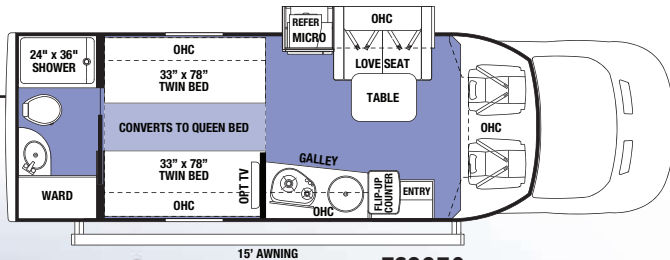 24" x 36"
SHOWER
WARD
OHC
33" x 78"
TWIN BED
CONVERTS TO QUEEN BED
33" x 78"
TWIN BED
OHC
OPT TV
REFER
MICRO
OHC
LOVE SEAT
TABLE
GALLEY
OHC
FLIP-UP
COUNTER
ENTRY
OHC
15' AWNING